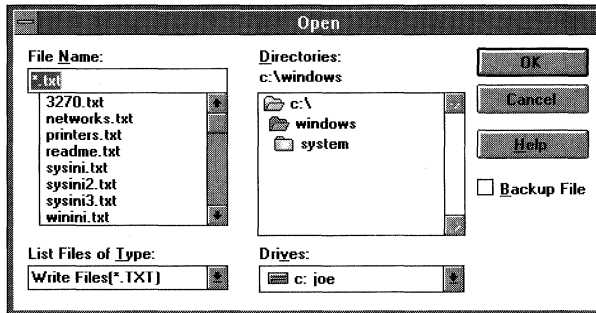 Open
File Name:
*.txt
3270.txt
networks.txt
printers.txt
readme.txt
sysini.txt
sysini2.txt
sysini3.txt
winini.txt
List Files of Type:
Write Files(*.TXT)
Directories:
c:\windows
c:\
windows
system
Drives:
c: joe
OK
Cancel
Help
Backup File